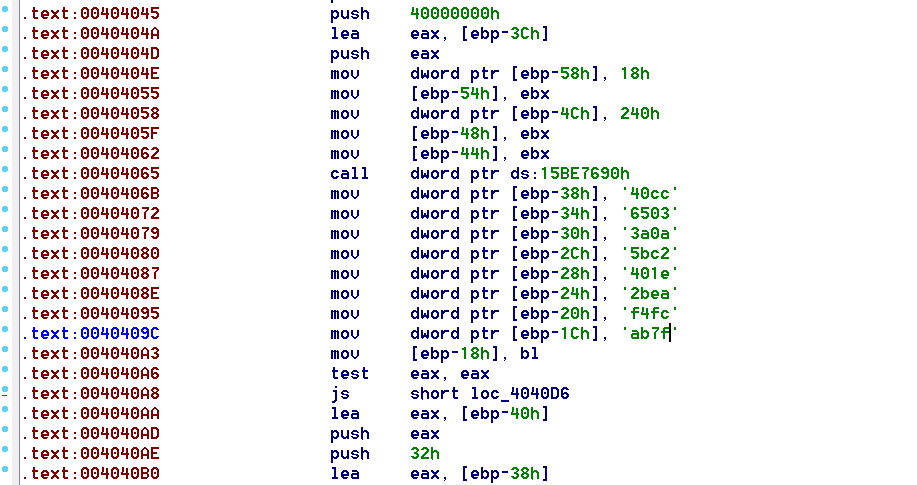 .text:00404045 push 40000000h
.text:0040404A lea eax, [ebp-3Ch]
.text:0040404D push eax
.text:0040404E mov dword ptr [ebp-58h], 18h
.text:00404055 mov [ebp-54h], ebx
.text:00404058 mov dword ptr [ebp-4Ch], 240h
.text:0040405F mov [ebp-48h], ebx
.text:00404062 mov [ebp-44h], ebx
.text:00404065 call dword ptr ds:15BE7690h
.text:0040406B mov dword ptr [ebp-38h], '40cc'
.text:00404072 mov dword ptr [ebp-34h], '6503'
.text:00404079 mov dword ptr [ebp-30h], '3a0a'
.text:00404080 mov dword ptr [ebp-2Ch], '5bc2'
.text:00404087 mov dword ptr [ebp-28h], '401e'
.text:0040408E mov dword ptr [ebp-24h], '2bea'
.text:00404095 mov dword ptr [ebp-20h], 'f4fc'
.text:0040409C mov dword ptr [ebp-1Ch], 'ab7f'
.text:004040A3 mov [ebp-18h], bl
.text:004040A6 test eax, eax
.text:004040A8 js short loc_4040D6
.text:004040AA lea eax, [ebp-40h]
.text:004040AD push eax
.text:004040AE push 32h
.text:004040B0 lea eax, [ebp-38h]